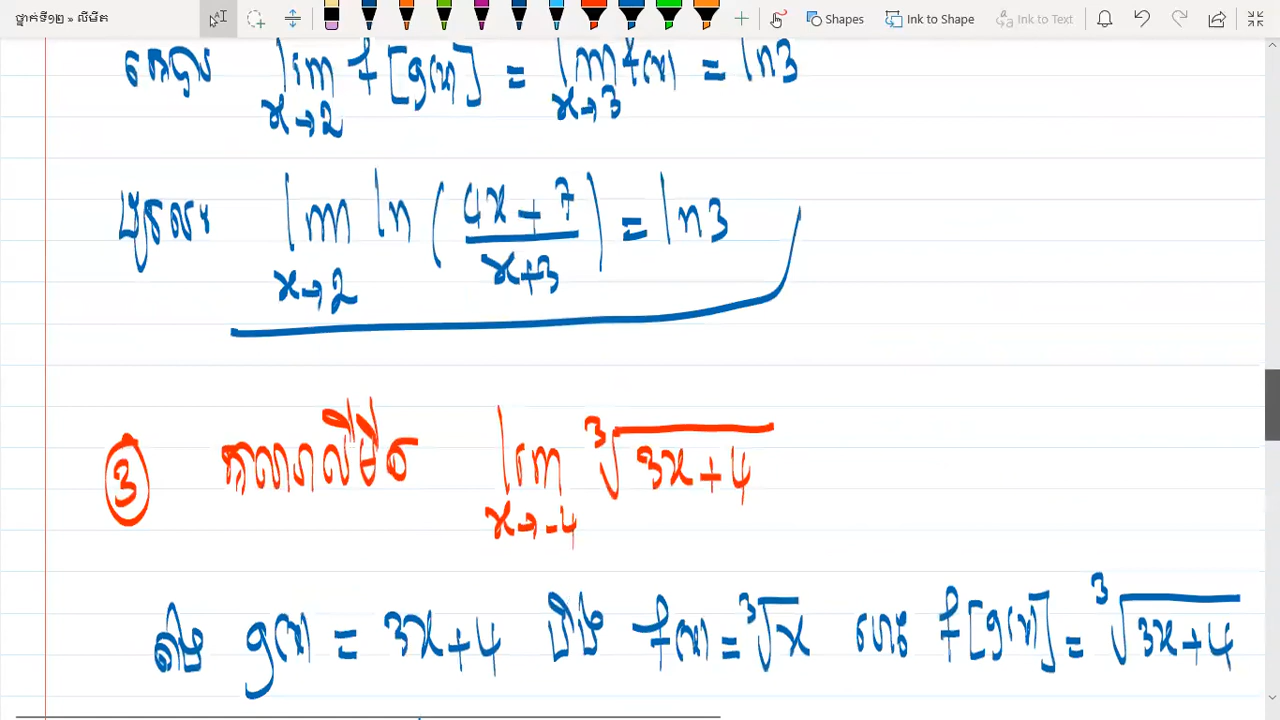 ថ្នាក់ទី១២ » លីមីត
Shapes Ink to Shape Ink to Text
គេបាន lim x→2 f[g(x)] = lim x→3 f(x) = ln3
ដូចនេះ lim x→2 ln(4x+7 / x+3) = ln3
③ គណនាលីមីត lim x→-4 ∛(3x+4)
តាង g(x) = 3x+4 និង f(x) = ∛x នោះ f[g(x)] = ∛(3x+4)